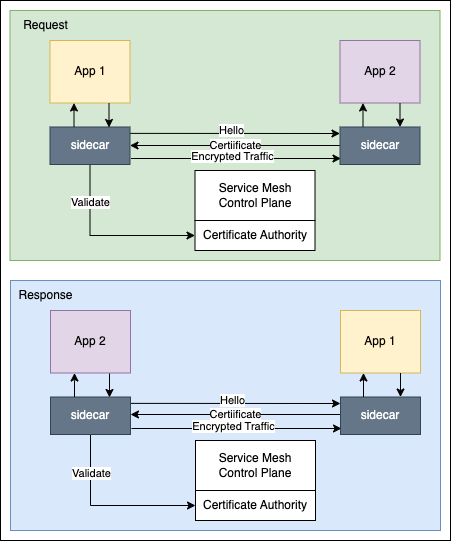 Request
App 1
App 2
Hello
sidecar
Certiificate
sidecar
Encrypted Traffic
Service Mesh
Control Plane
Validate
Certificate Authority
Response
App 2
App 1
Hello
sidecar
Certiificate
sidecar
Encrypted Traffic
Service Mesh
Control Plane
Validate
Certificate Authority